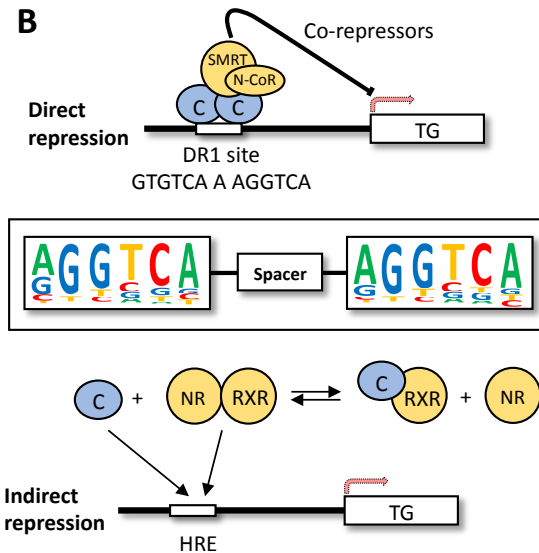 B
Co-repressors
SMRT
N-CoR
C C
Direct
repression
TG
DR1 site
GTGTCA A AGGTCA
AGGTCA
Spacer
AGGTCA
C + NR RXR C RXR + NR
Indirect
repression
TG
HRE